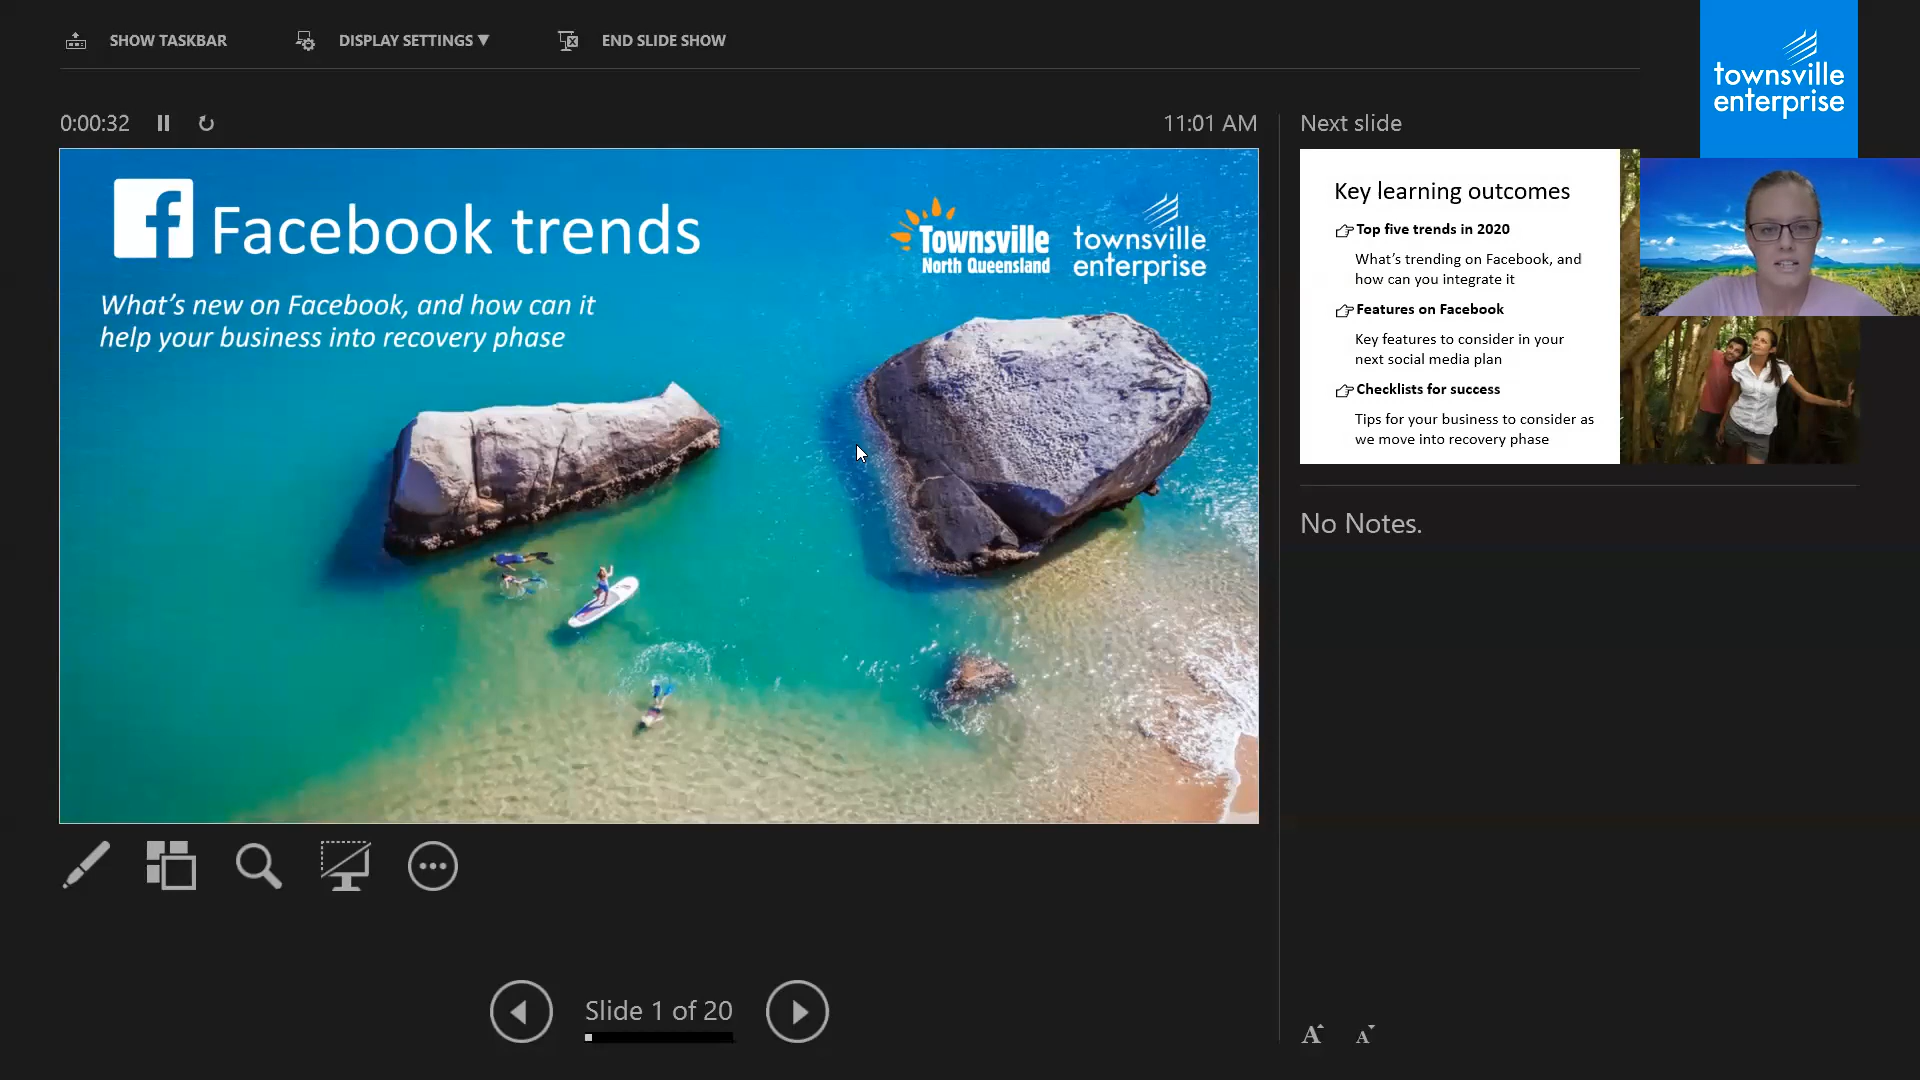 SHOW TASKBAR
DISPLAY SETTINGS ▼
END SLIDE SHOW
townsville
enterprise
0:00:32
11:01 AM
Next slide
Facebook trends
What's new on Facebook, and how can it
help your business into recovery phase
Townsville
North Queensland
townsville
enterprise
Key learning outcomes
Top five trends in 2020
What's trending on Facebook, and
how can you integrate it
Features on Facebook
Key features to consider in your
next social media plan
Checklists for success
Tips for your business to consider as
we move into recovery phase
No Notes.
Slide 1 of 20
A
A